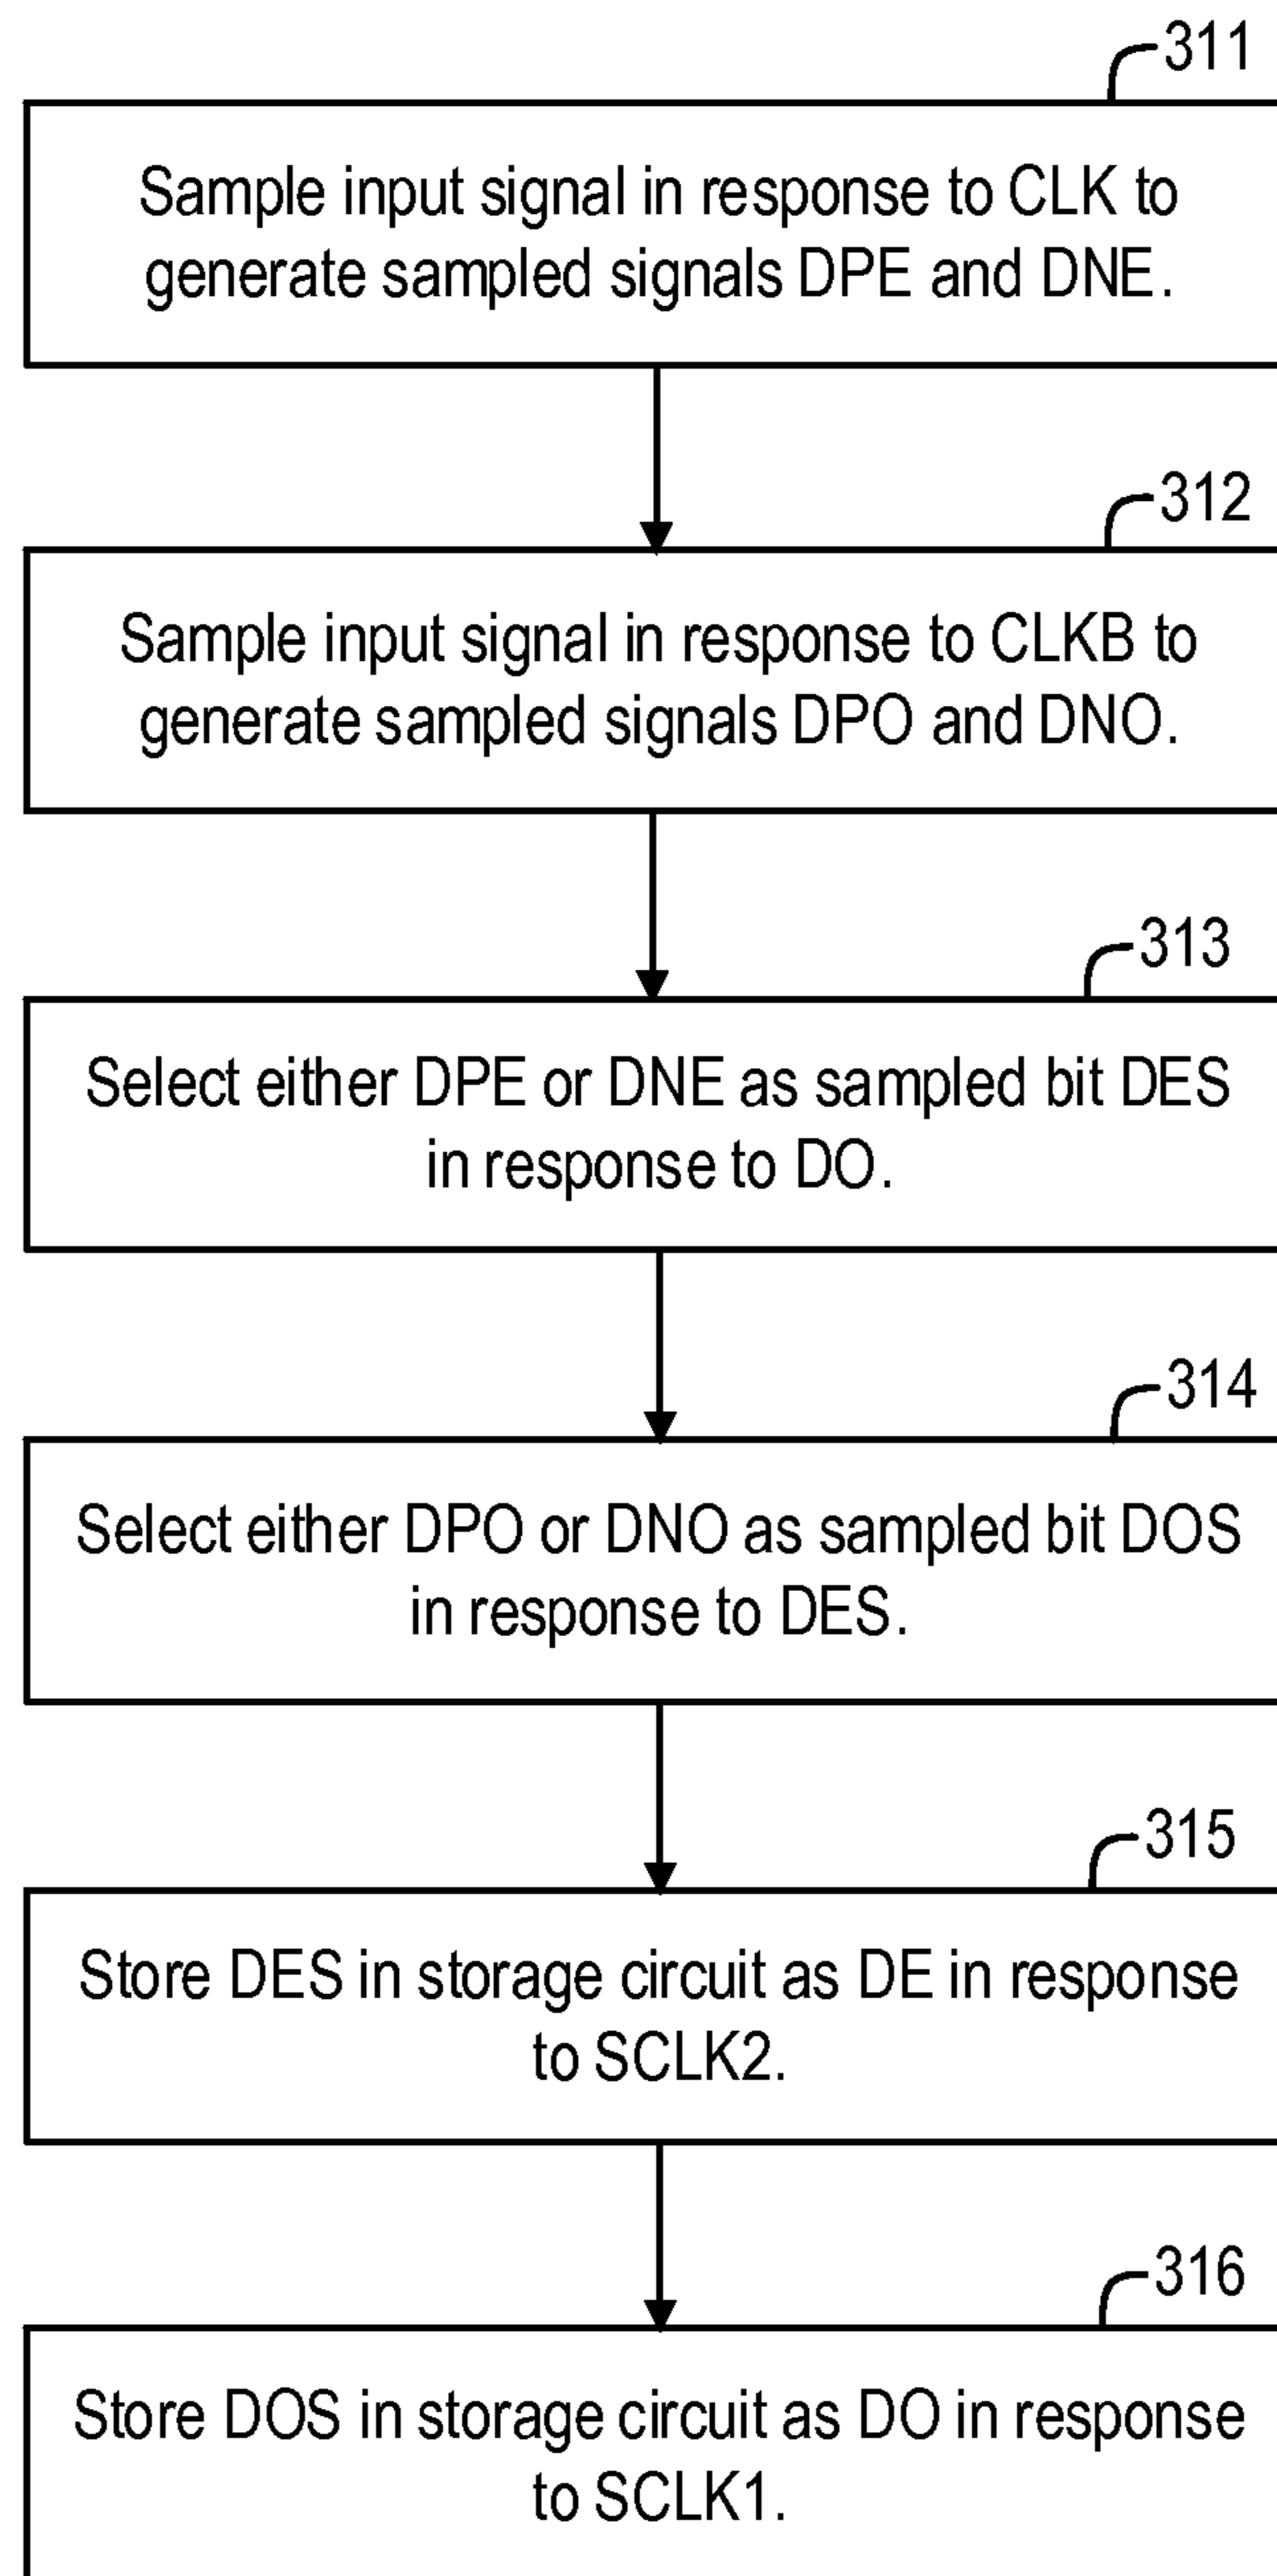 311
Sample input signal in response to CLK to
generate sampled signals DPE and DNE.
312
Sample input signal in response to CLKB to
generate sampled signals DPO and DNO.
313
Select either DPE or DNE as sampled bit DES
in response to DO.
314
Select either DPO or DNO as sampled bit DOS
in response to DES.
315
Store DES in storage circuit as DE in response
to SCLK2.
316
Store DOS in storage circuit as DO in response
to SCLK1.